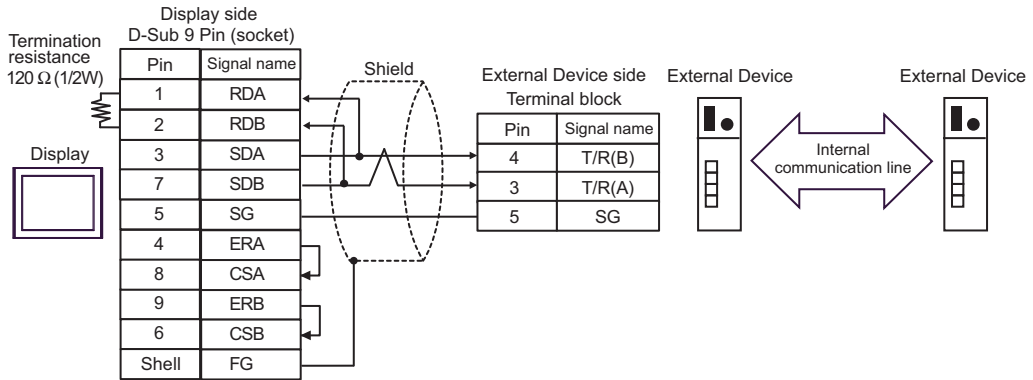 Display side
D-Sub 9 Pin (socket)
Termination
resistance
120 Ω (1/2W)
Pin Signal name
1 RDA
2 RDB
3 SDA
7 SDB
5 SG
4 ERA
8 CSA
9 ERB
6 CSB
Shell FG
Display
Shield
External Device side
Terminal block
Pin Signal name
4 T/R(B)
3 T/R(A)
5 SG
External Device
Internal
communication line
External Device